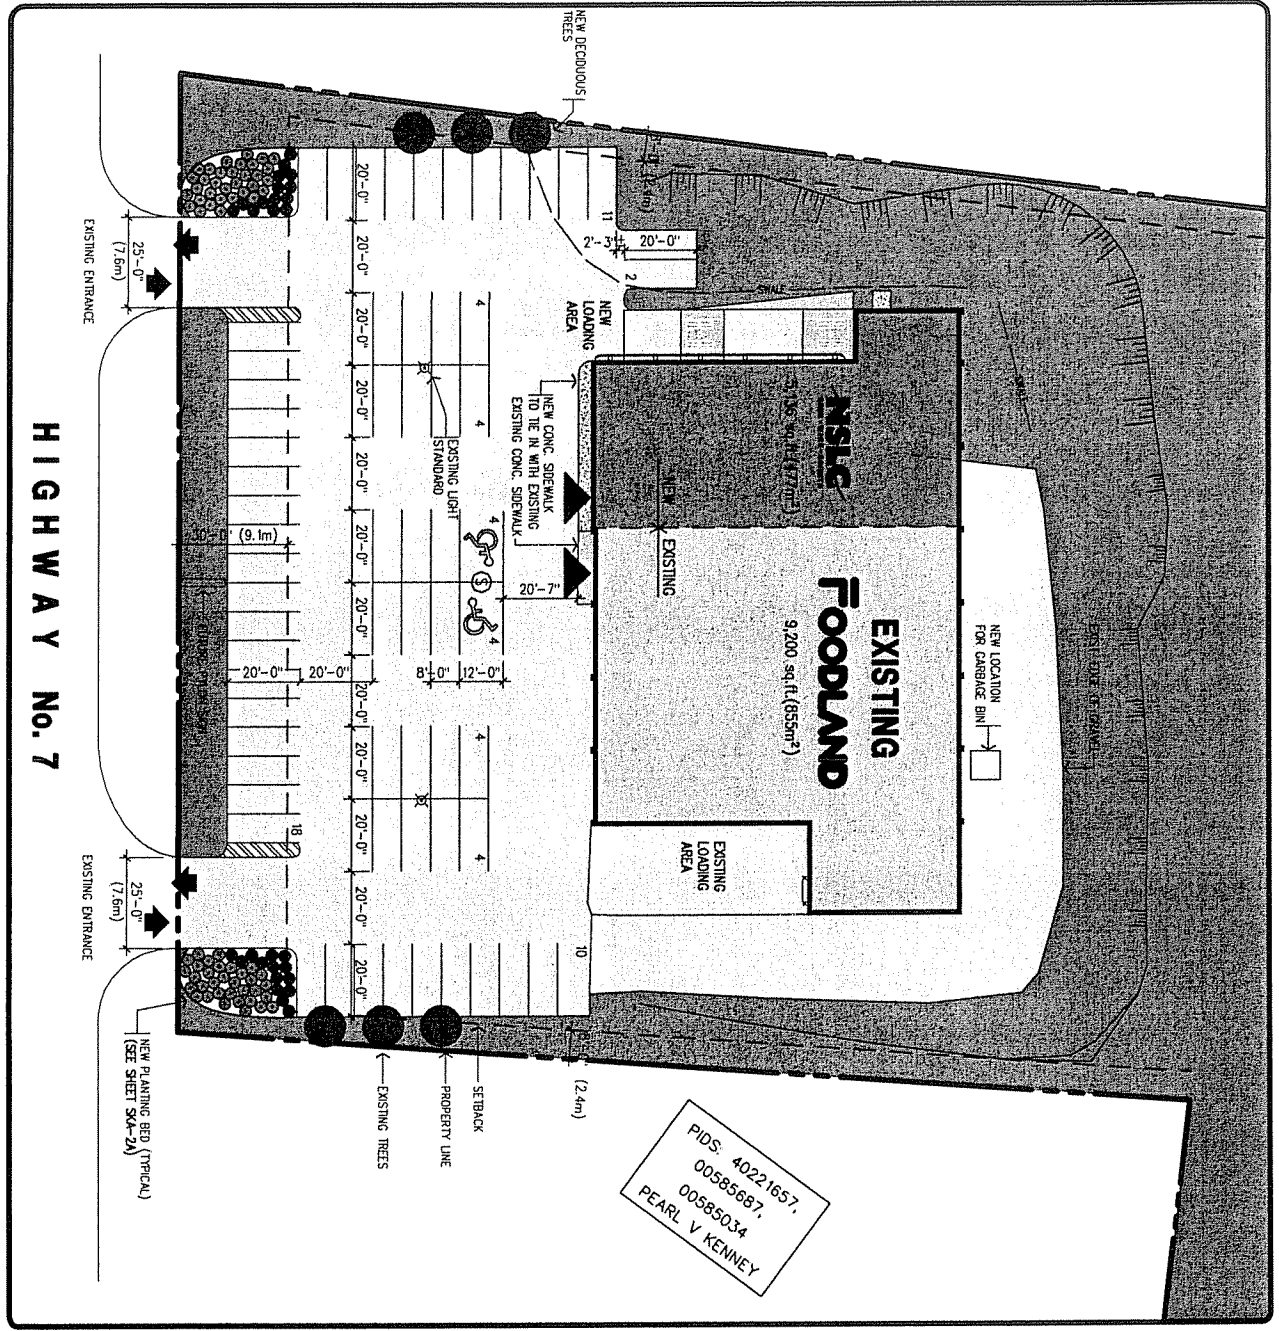 NEW DECIDUOUS
TREES
SWALE
SWALE
NEW LOCATION
FOR GARBAGE BIN
EXISTING
FOODLAND
9,200 sq.ft.(855m²)
NSLC
NEW
EXISTING
NEW
LOADING
AREA
EXISTING
LOADING
AREA
NEW CONC. SIDEWALK
TO TIE IN WITH EXISTING
EXISTING CONC. SIDEWALK
EXISTING LIGHT
STANDARD
11
2'-3"
20'-0"
2
20'-7"
4
4
4
S
4
4
4
10
8'-0"
12'-0"
20'-0"
20'-0"
20'-0"
20'-0"
20'-0"
20'-0"
20'-0"
20'-0"
20'-0"
20'-0"
20'-0"
20'-0"
20'-0"
20'-0"
18
30'-0" (9.1m)
25'-0"
(7.6m)
EXISTING ENTRANCE
25'-0"
(7.6m)
EXISTING ENTRANCE
(2.4m)
SETBACK
PROPERTY LINE
EXISTING TREES
NEW PLANTING BED (TYPICAL)
(SEE SHEET SKA-2A)
PIDS: 40221657,
00585687,
00585034
PEARL V KENNEY
HIGHWAY No. 7